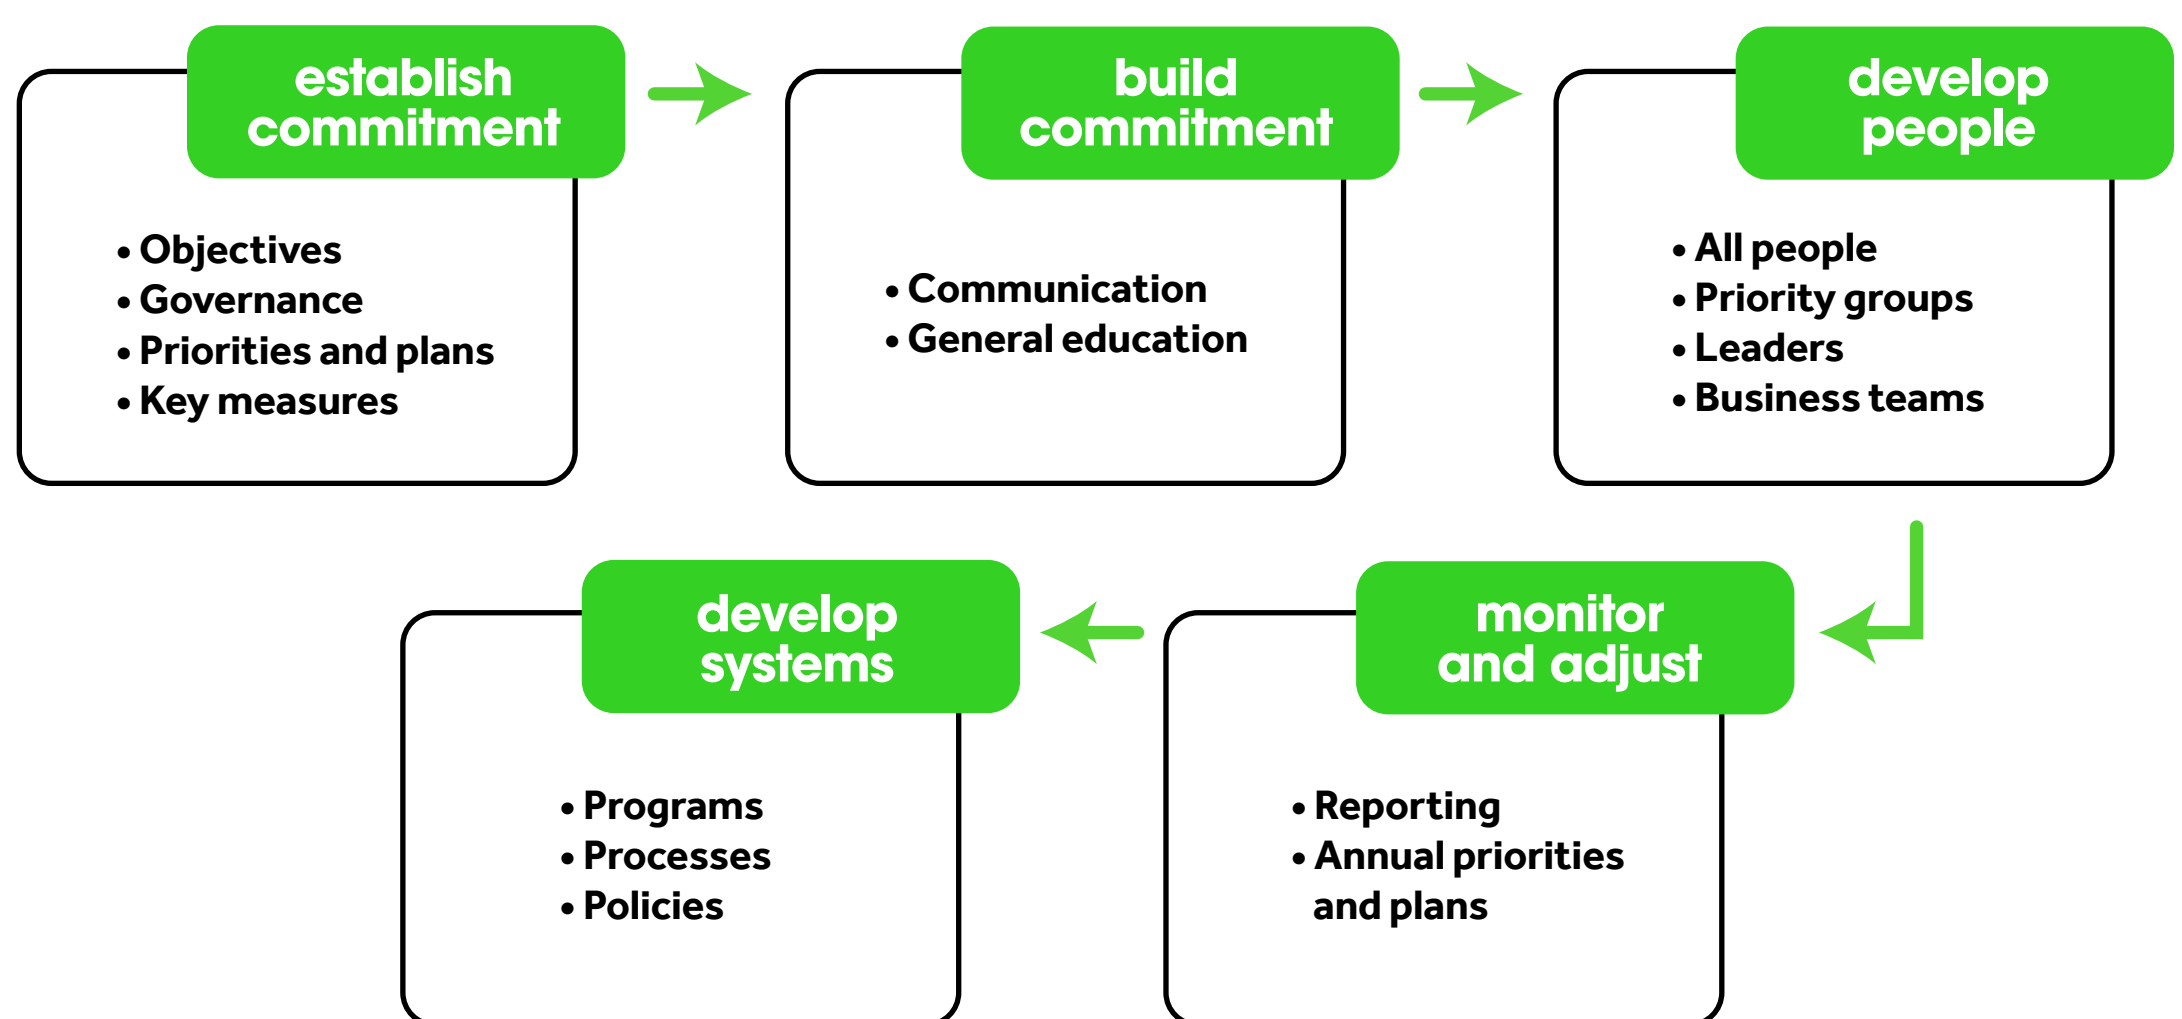 establish
commitment
• Objectives
• Governance
• Priorities and plans
• Key measures
build
commitment
• Communication
• General education
develop
people
• All people
• Priority groups
• Leaders
• Business teams
monitor
and adjust
• Reporting
• Annual priorities
and plans
develop
systems
• Programs
• Processes
• Policies